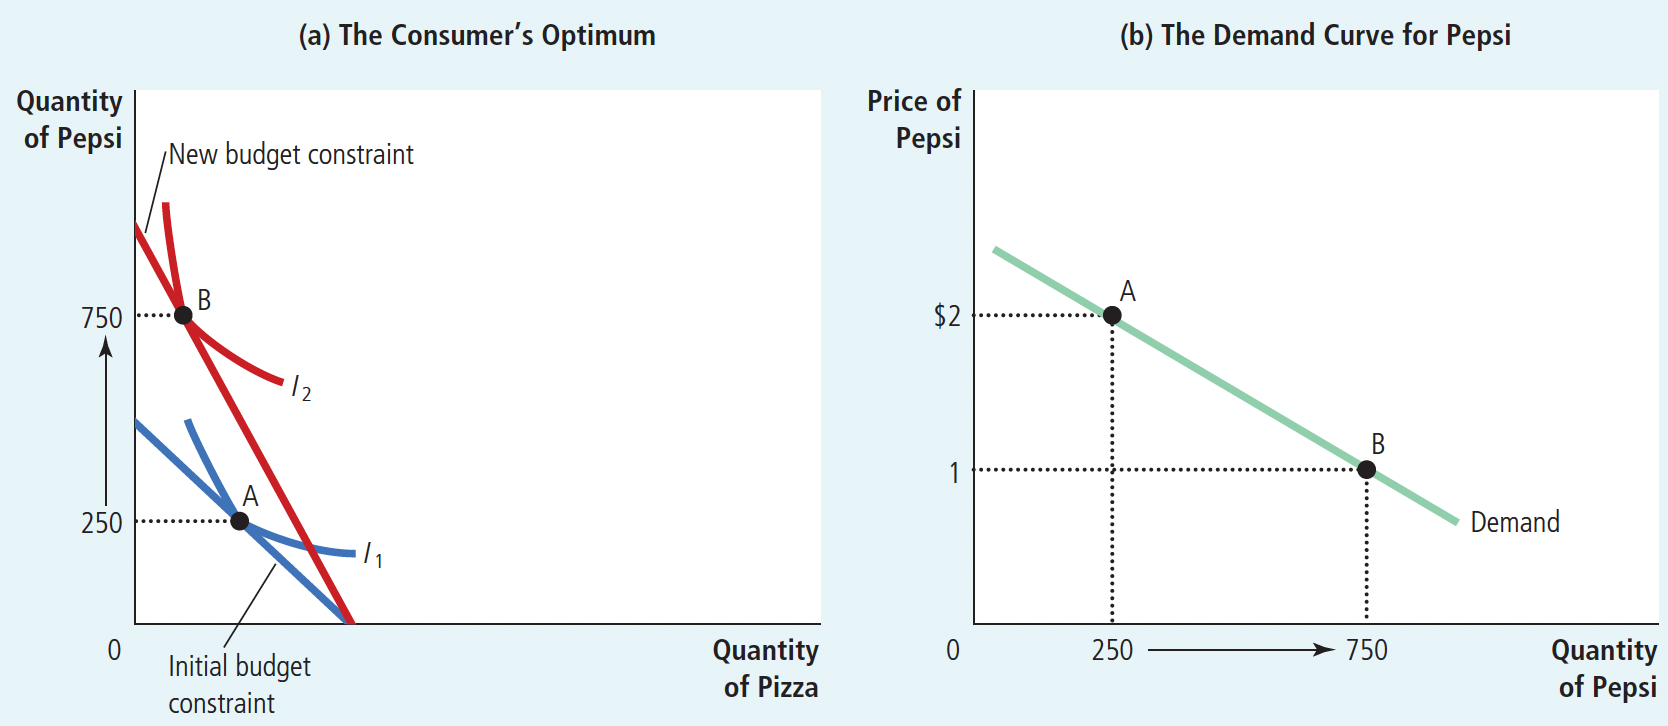 (a) The Consumer’s Optimum
Quantity
of Pepsi
New budget constraint
B
750
I2
A
250
I1
0
Initial budget
constraint
Quantity
of Pizza
(b) The Demand Curve for Pepsi
Price of
Pepsi
A
$2
B
1
Demand
0
250
750
Quantity
of Pepsi